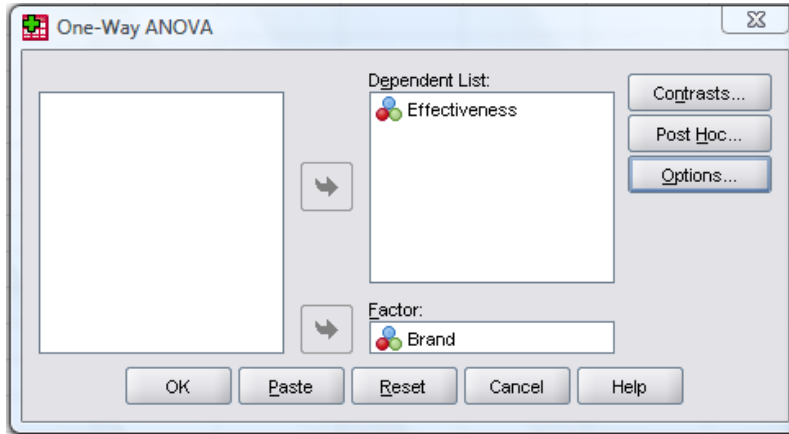 One-Way ANOVA
Dependent List:
Effectiveness
Contrasts...
Post Hoc...
Options...
Factor:
Brand
OK Paste Reset Cancel Help